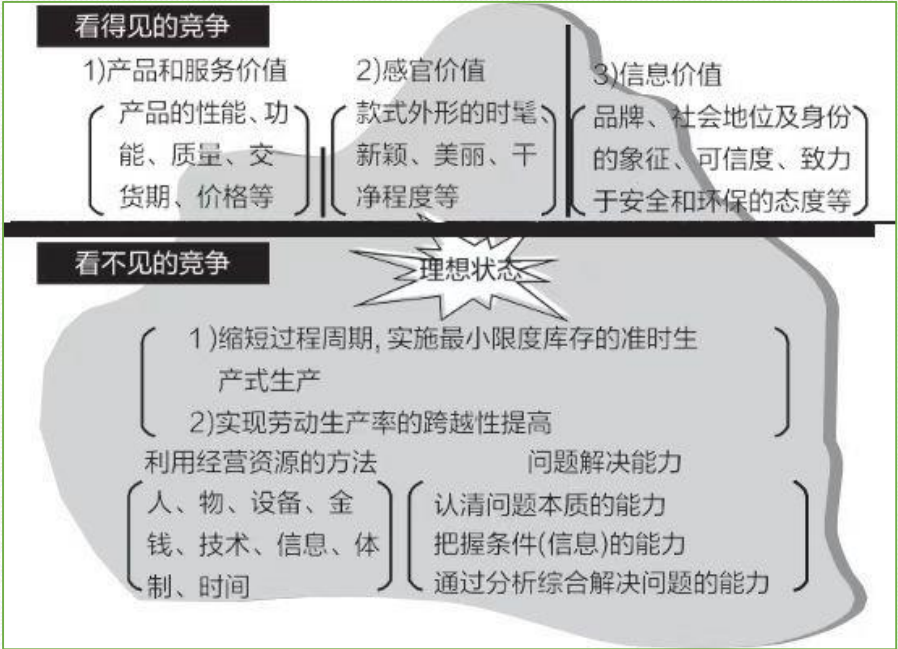 看得见的竞争
1)产品和服务价值
产品的性能、功
能、质量、交
货期、价格等
2)感官价值
款式外形的时髦、
新颖、美丽、干
净程度等
3)信息价值
品牌、社会地位及身份
的象征、可信度、致力
于安全和环保的态度等
看不见的竞争
理想状态
1)缩短过程周期,实施最小限度库存的准时生
产式生产
2)实现劳动生产率的跨越性提高
利用经营资源的方法
人、物、设备、金
钱、技术、信息、体
制、时间
问题解决能力
认清问题本质的能力
把握条件(信息)的能力
通过分析综合解决问题的能力